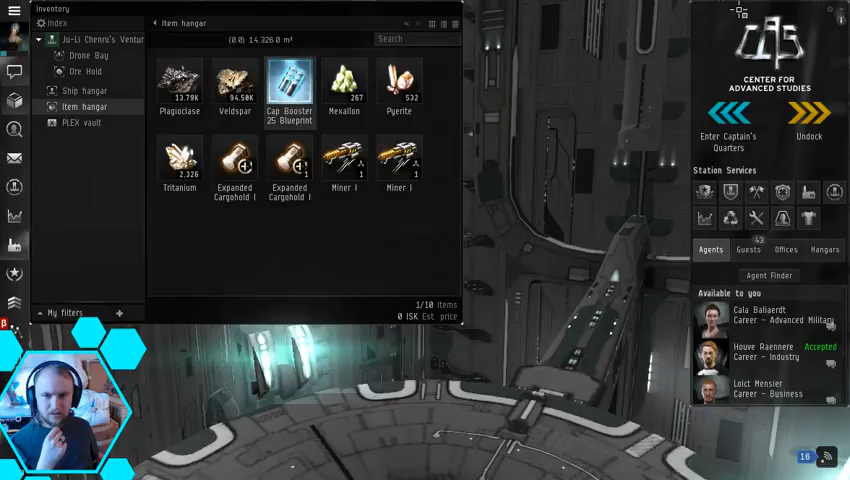 Inventory
Index
Item hangar
Ju-Li Chenru's Ventur
(0.0) 14,326.0 m³
Search
Drone Bay
Ore Hold
Ship hangar
Item hangar
PLEX vault
13.79K
94.50K
267
532
Plagioclase
Veldspar
Cap Booster
25 Blueprint
Mexallon
Pyerite
2,326
1
1
1
1
Tritanium
Expanded
Cargohold I
Expanded
Cargohold I
Miner I
Miner I
My filters
1/10 Items
0 ISK Est. price
CAS
CENTER FOR
ADVANCED STUDIES
Enter Captain's
Quarters
Undock
Station Services
43
Agents
Guests
Offices
Hangars
Agent Finder
Available to you
Cala Baliaerdt
Career - Advanced Military
Houve Raennere
Accepted
Career - Industry
Loict Mensier
Career - Business
β
16